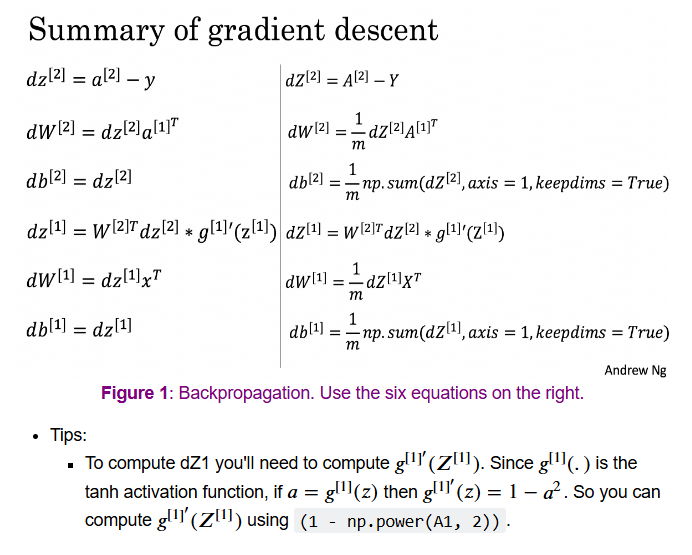 Summary of gradient descent
dz^[2] = a^[2] − y
dZ^[2] = A^[2] − Y
dW^[2] = dz^[2]a^[1]^T
dW^[2] = 1/m dZ^[2]A^[1]^T
db^[2] = dz^[2]
db^[2] = 1/m np.sum(dZ^[2], axis = 1, keepdims = True)
dz^[1] = W^[2]T dz^[2] * g^[1]′(z^[1])
dZ^[1] = W^[2]T dZ^[2] * g^[1]′(Z^[1])
dW^[1] = dz^[1]x^T
dW^[1] = 1/m dZ^[1]X^T
db^[1] = dz^[1]
db^[1] = 1/m np.sum(dZ^[1], axis = 1, keepdims = True)
Andrew Ng
Figure 1: Backpropagation. Use the six equations on the right.
• Tips:
▪ To compute dZ1 you'll need to compute g^[1]′(Z^[1]). Since g^[1](.) is the
tanh activation function, if a = g^[1](z) then g^[1]′(z) = 1 − a^2. So you can
compute g^[1]′(Z^[1]) using (1 - np.power(A1, 2)).